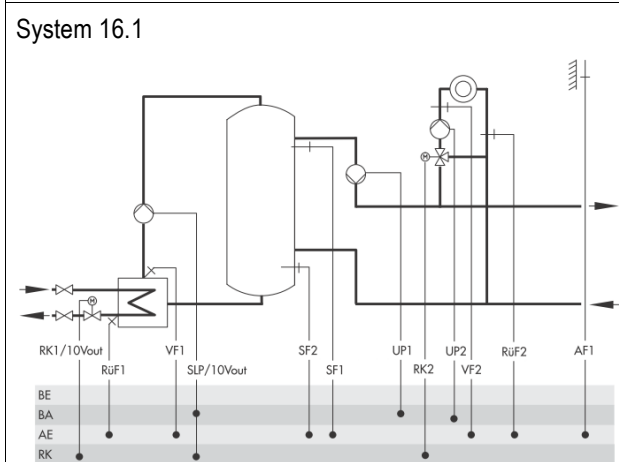 System 16.1
M
M
RK1/10Vout VF1 SF2 UP1 UP2 RüF2 AF1
RüF1 SLP/10Vout SF1 RK2 VF2
BE
BA
AE
RK